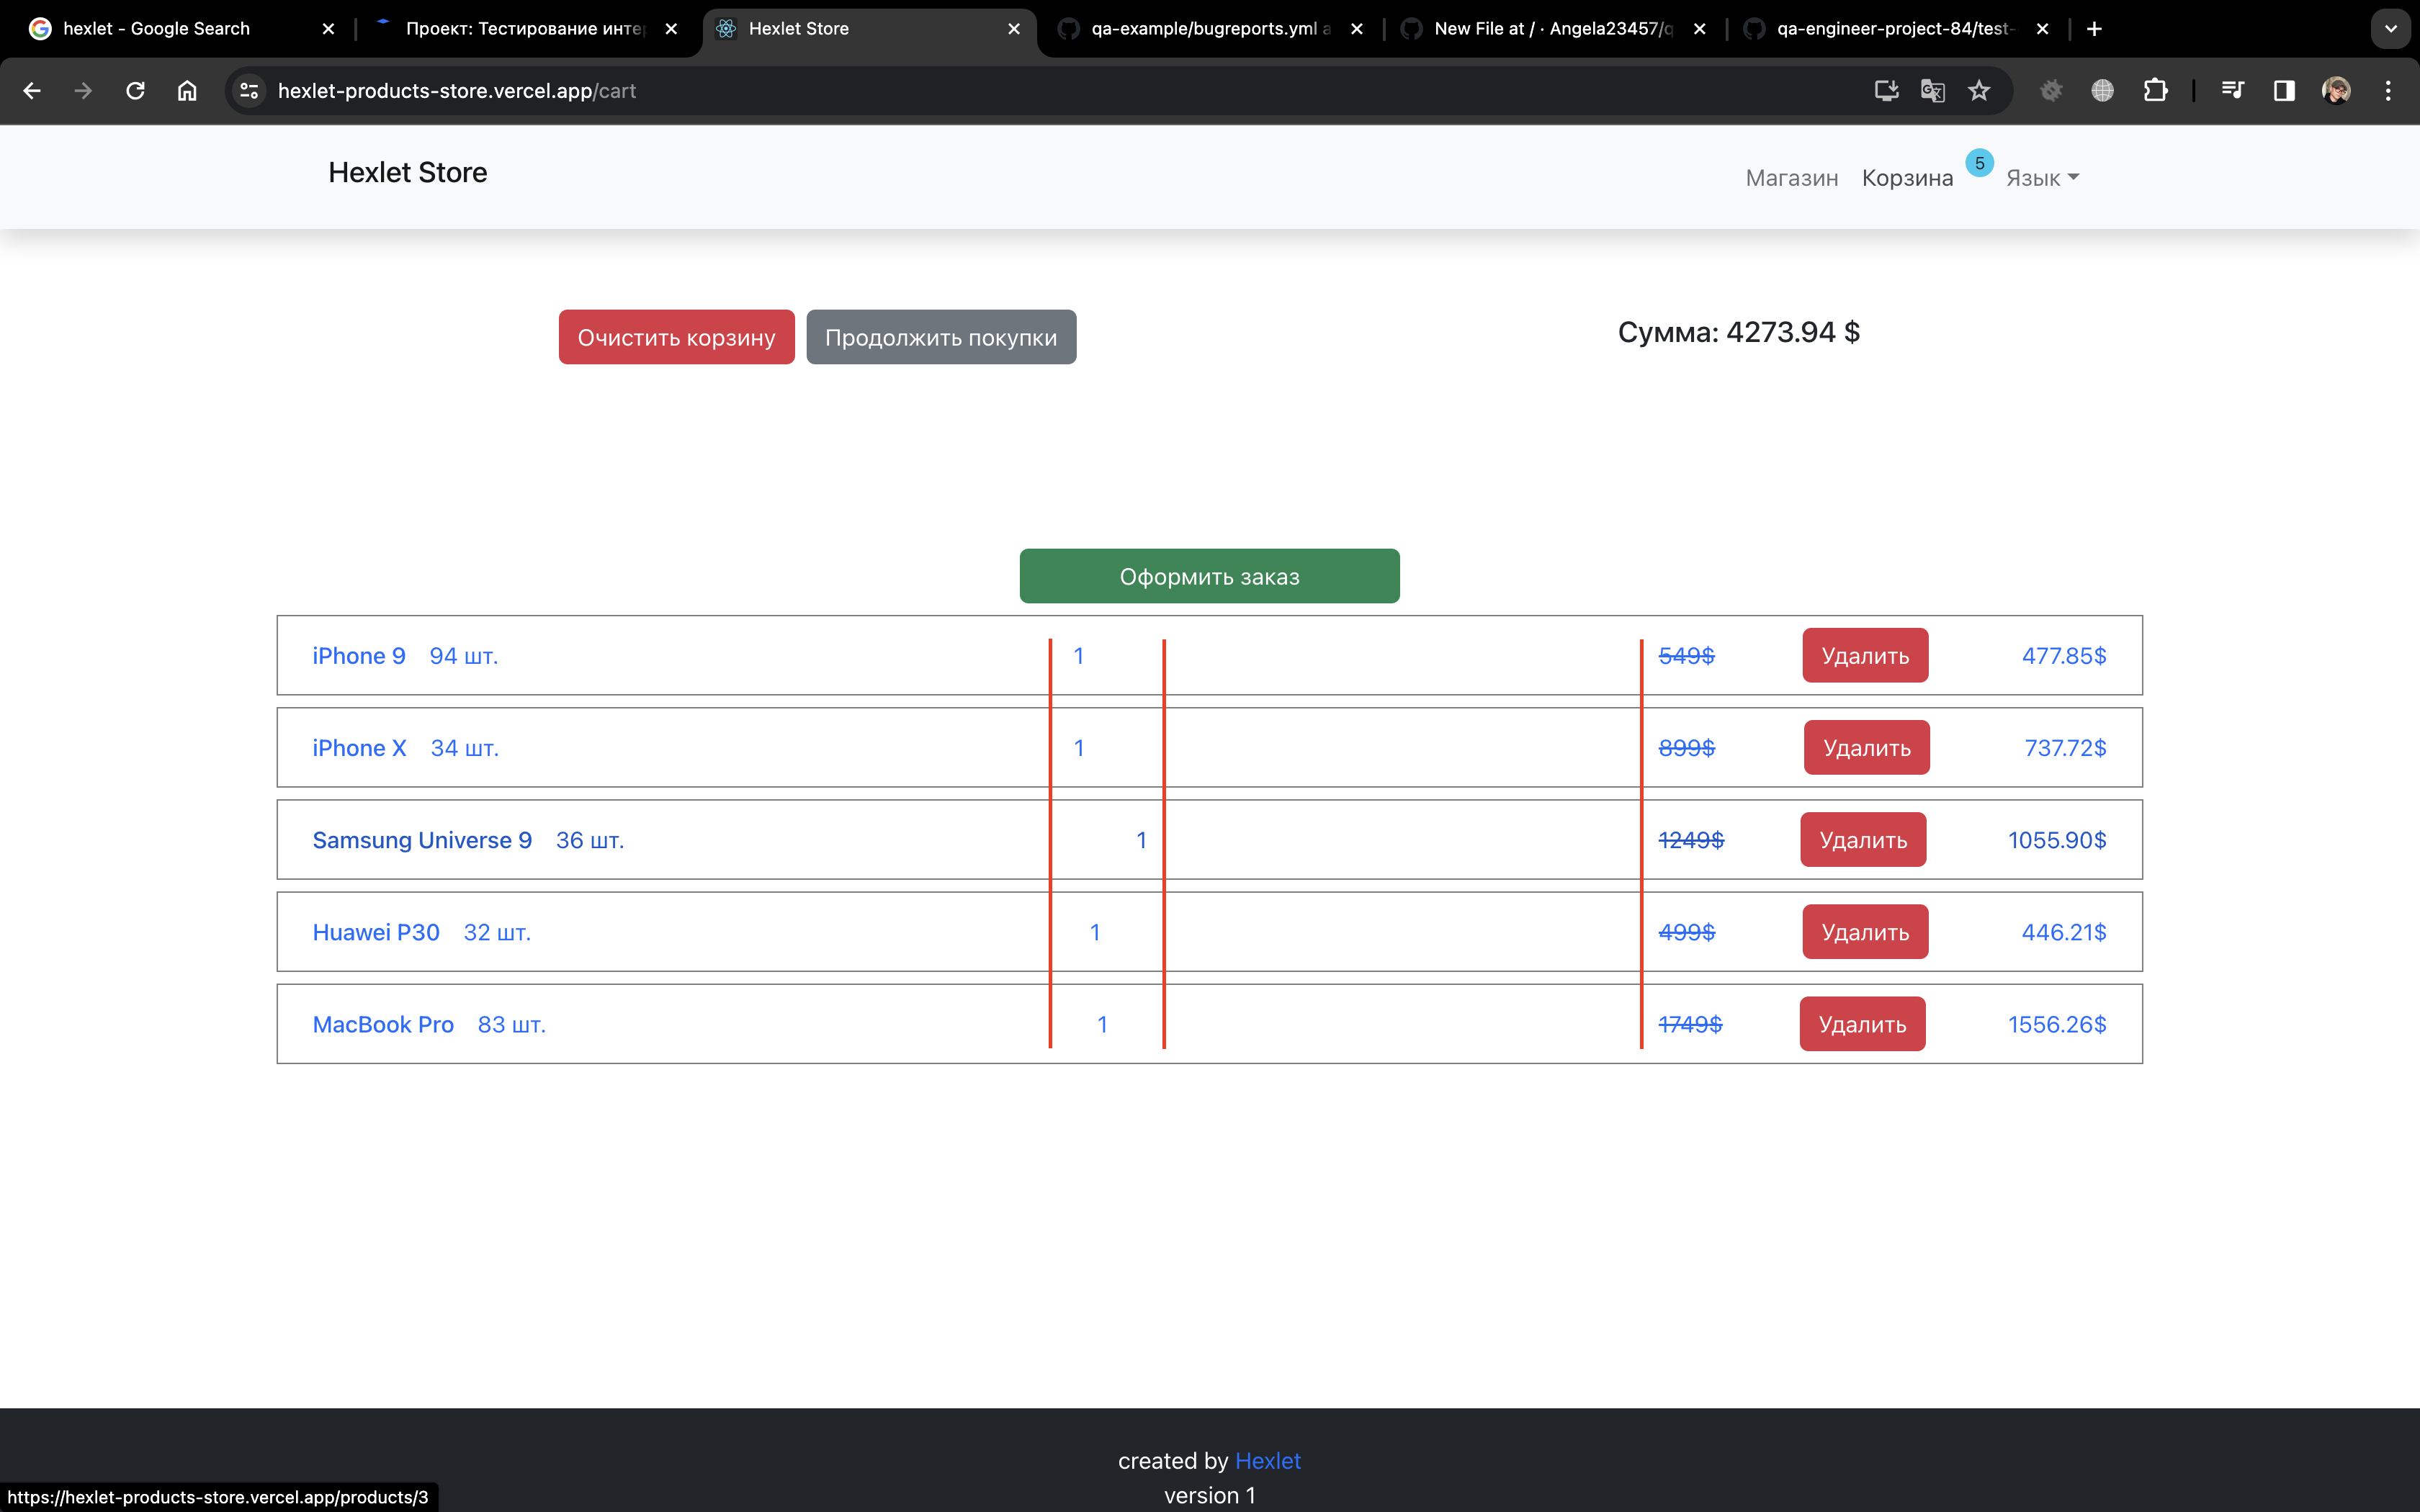 hexlet - Google Search
Проект: Тестирование инте
Hexlet Store
qa-example/bugreports.yml a
New File at / · Angela23457/q
qa-engineer-project-84/test-
hexlet-products-store.vercel.app/cart
Hexlet Store
Магазин Корзина 5 Язык
Очистить корзину Продолжить покупки Сумма: 4273.94 $
Оформить заказ
iPhone 9 94 шт. 1 549$ Удалить 477.85$
iPhone X 34 шт. 1 899$ Удалить 737.72$
Samsung Universe 9 36 шт. 1 1249$ Удалить 1055.90$
Huawei P30 32 шт. 1 499$ Удалить 446.21$
MacBook Pro 83 шт. 1 1749$ Удалить 1556.26$
created by Hexlet
version 1
https://hexlet-products-store.vercel.app/products/3